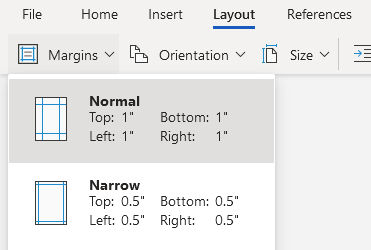 File Home Insert Layout References
Margins Orientation Size
Normal
Top: 1" Bottom: 1"
Left: 1" Right: 1"
Narrow
Top: 0.5" Bottom: 0.5"
Left: 0.5" Right: 0.5"